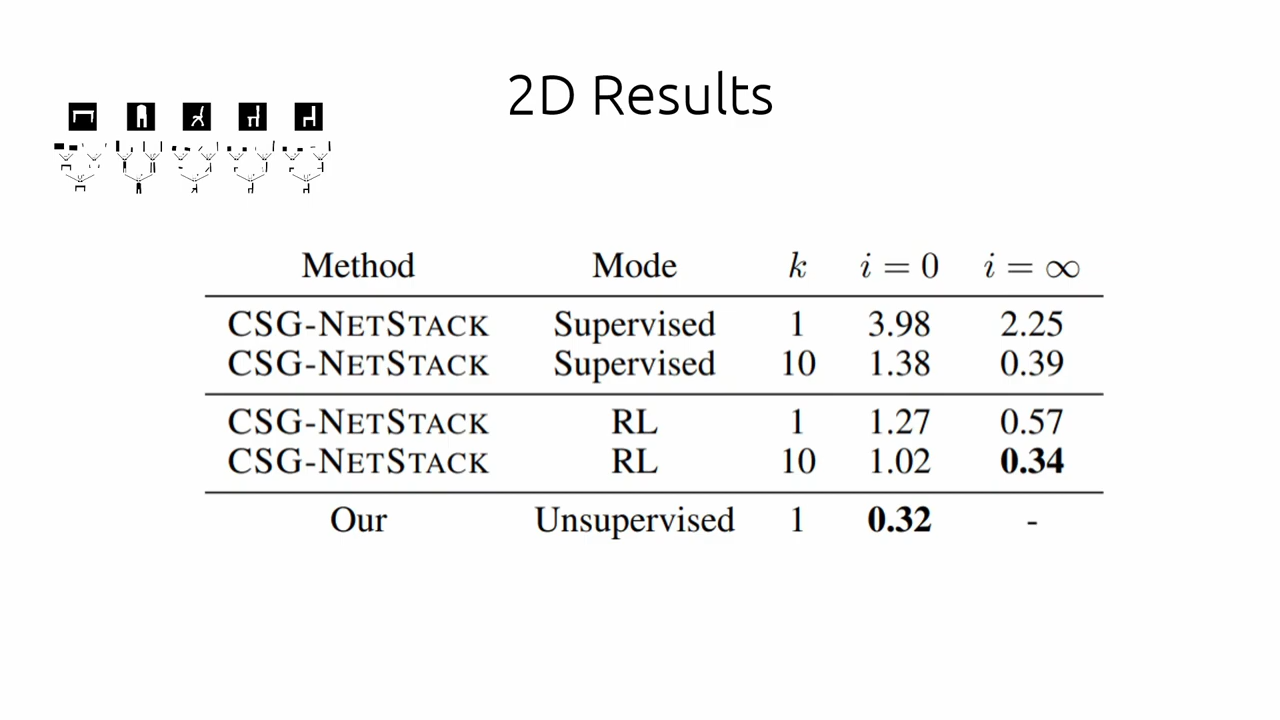 2D Results
Method Mode k i = 0 i = ∞
CSG-NETSTACK Supervised 1 3.98 2.25
CSG-NETSTACK Supervised 10 1.38 0.39
CSG-NETSTACK RL 1 1.27 0.57
CSG-NETSTACK RL 10 1.02 0.34
Our Unsupervised 1 0.32 -